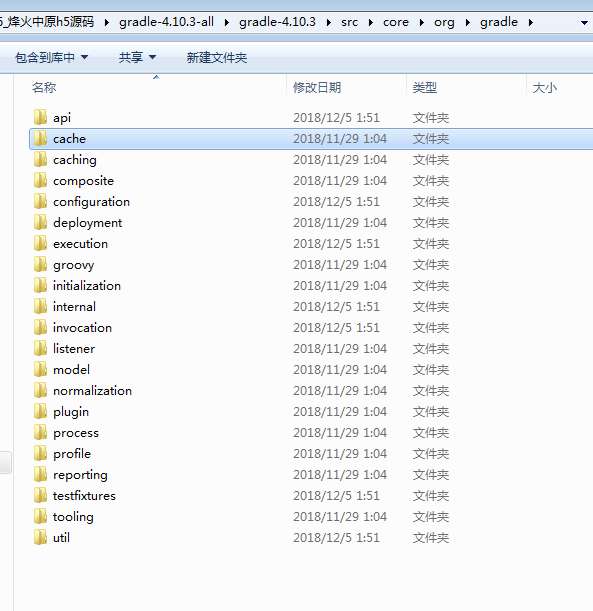 5_烽火中原h5源码 ▸ gradle-4.10.3-all ▸ gradle-4.10.3 ▸ src ▸ core ▸ org ▸ gradle ▸
包含到库中 共享 新建文件夹
名称 修改日期 类型 大小
api 2018/12/5 1:51 文件夹
cache 2018/11/29 1:04 文件夹
caching 2018/11/29 1:04 文件夹
composite 2018/11/29 1:04 文件夹
configuration 2018/12/5 1:51 文件夹
deployment 2018/11/29 1:04 文件夹
execution 2018/12/5 1:51 文件夹
groovy 2018/11/29 1:04 文件夹
initialization 2018/11/29 1:04 文件夹
internal 2018/12/5 1:51 文件夹
invocation 2018/12/5 1:51 文件夹
listener 2018/11/29 1:04 文件夹
model 2018/11/29 1:04 文件夹
normalization 2018/11/29 1:04 文件夹
plugin 2018/11/29 1:04 文件夹
process 2018/11/29 1:04 文件夹
profile 2018/11/29 1:04 文件夹
reporting 2018/11/29 1:04 文件夹
testfixtures 2018/12/5 1:51 文件夹
tooling 2018/11/29 1:04 文件夹
util 2018/12/5 1:51 文件夹